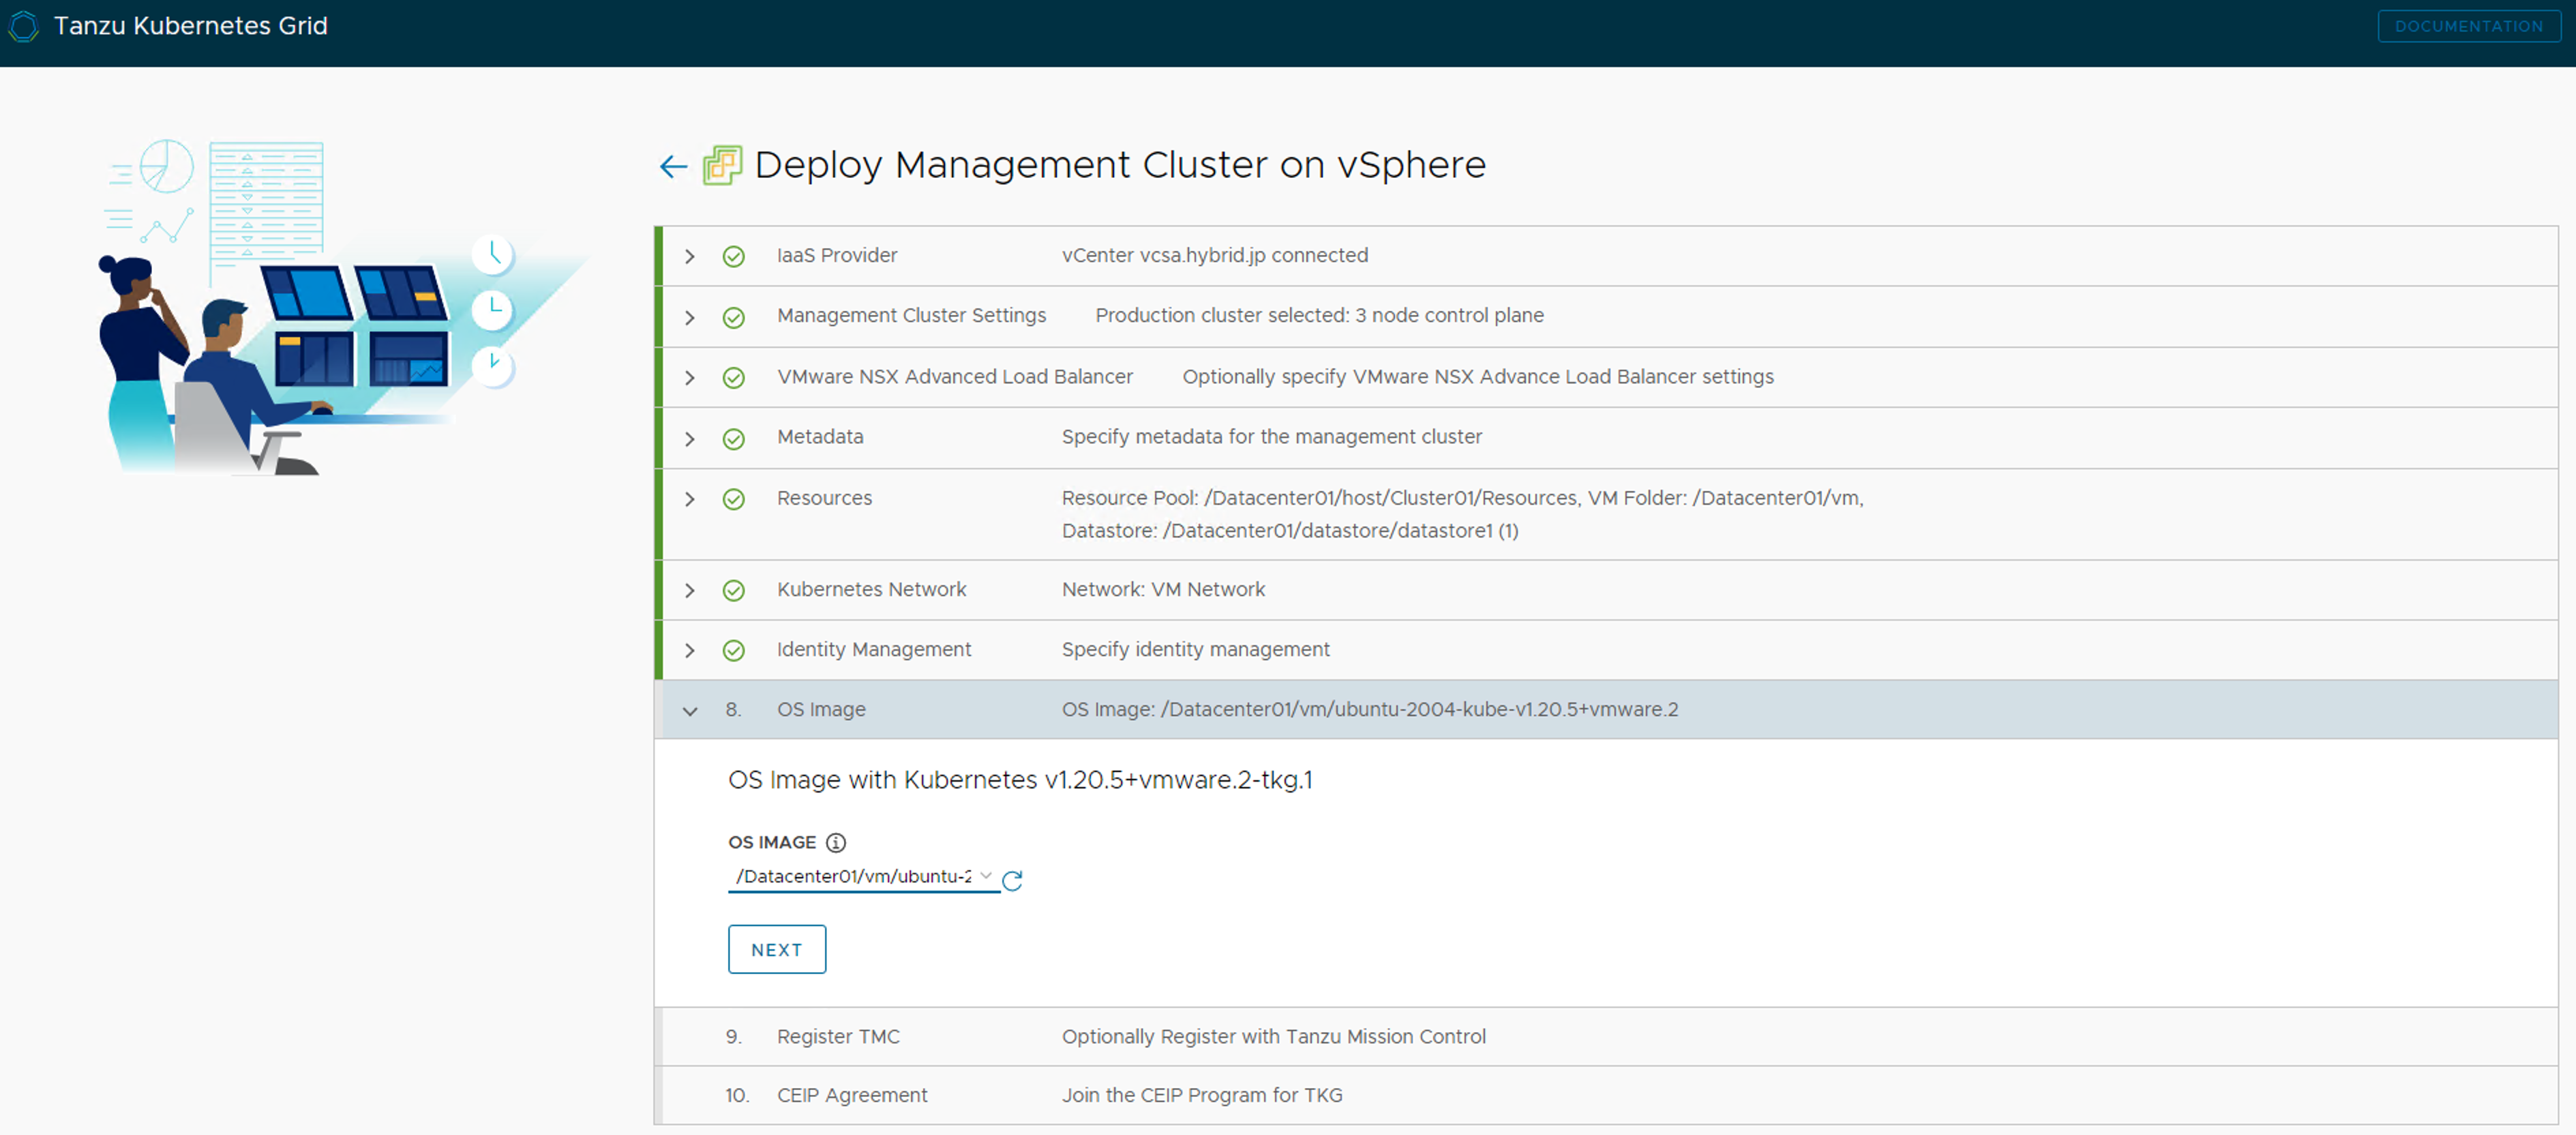 Tanzu Kubernetes Grid
DOCUMENTATION
Deploy Management Cluster on vSphere
IaaS Provider vCenter vcsa.hybrid.jp connected
Management Cluster Settings Production cluster selected: 3 node control plane
VMware NSX Advanced Load Balancer Optionally specify VMware NSX Advance Load Balancer settings
Metadata Specify metadata for the management cluster
Resources Resource Pool: /Datacenter01/host/Cluster01/Resources, VM Folder: /Datacenter01/vm,
Datastore: /Datacenter01/datastore/datastore1 (1)
Kubernetes Network Network: VM Network
Identity Management Specify identity management
8. OS Image OS Image: /Datacenter01/vm/ubuntu-2004-kube-v1.20.5+vmware.2
OS Image with Kubernetes v1.20.5+vmware.2-tkg.1
OS IMAGE
/Datacenter01/vm/ubuntu-2
NEXT
9. Register TMC Optionally Register with Tanzu Mission Control
10. CEIP Agreement Join the CEIP Program for TKG